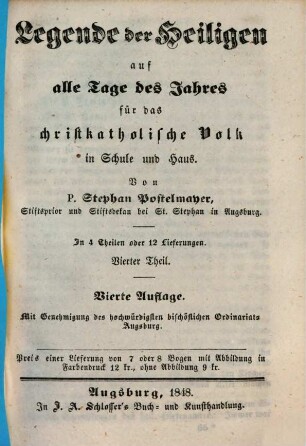 Legende der Heiligen
auf
alle Tage des Jahres
für das
christkatholische Volk
in Schule und Haus.
Von
P. Stephan Postelmayer,
Stiftsprior und Stiftsdekan bei St. Stephan in Augsburg.
In 4 Theilen oder 12 Lieferungen.
Vierter Theil.
Vierte Auflage.
Mit Genehmigung des hochwürdigsten bischöflichen Ordinariats
Augsburg.
Preis einer Lieferung von 7 oder 8 Bogen mit Abbildung in
Farbendruck 12 kr., ohne Abbildung 9 kr.
Augsburg, 1848.
In J. A. Schlosser's Buch- und Kunsthandlung.